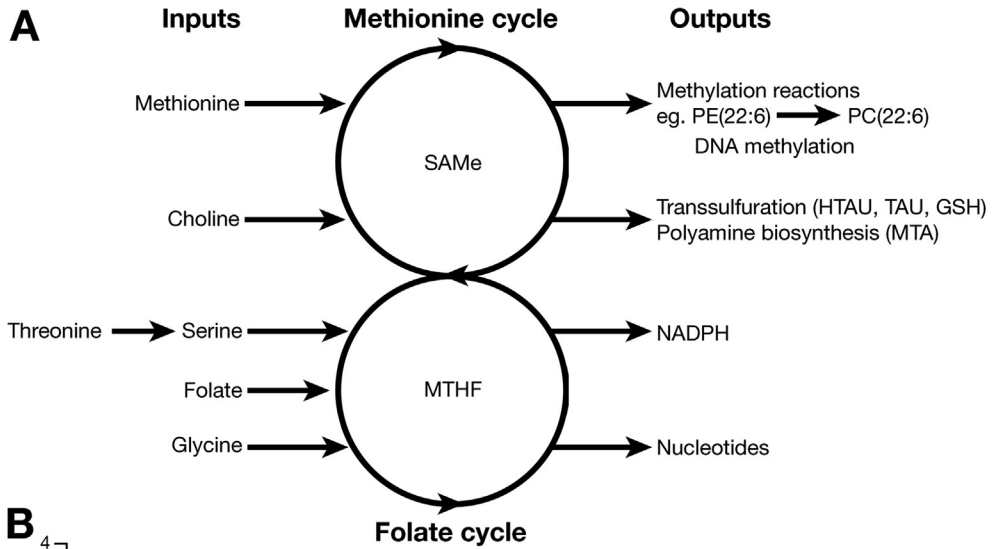 A
Inputs
Methionine cycle
Outputs
Methionine
SAMe
Methylation reactions
eg. PE(22:6) PC(22:6)
DNA methylation
Choline
Transsulfuration (HTAU, TAU, GSH)
Polyamine biosynthesis (MTA)
Threonine
Serine
NADPH
Folate
MTHF
Glycine
Nucleotides
Folate cycle
B
4